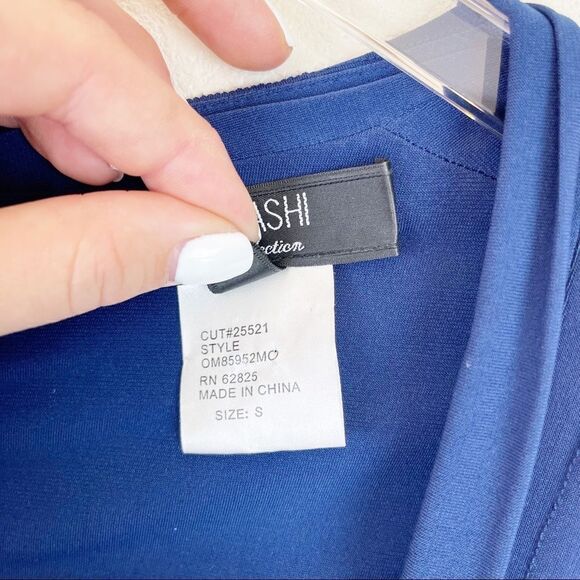 ASHI
ection
CUT#25521
STYLE
OM85952MO
RN 62825
MADE IN CHINA
SIZE: S